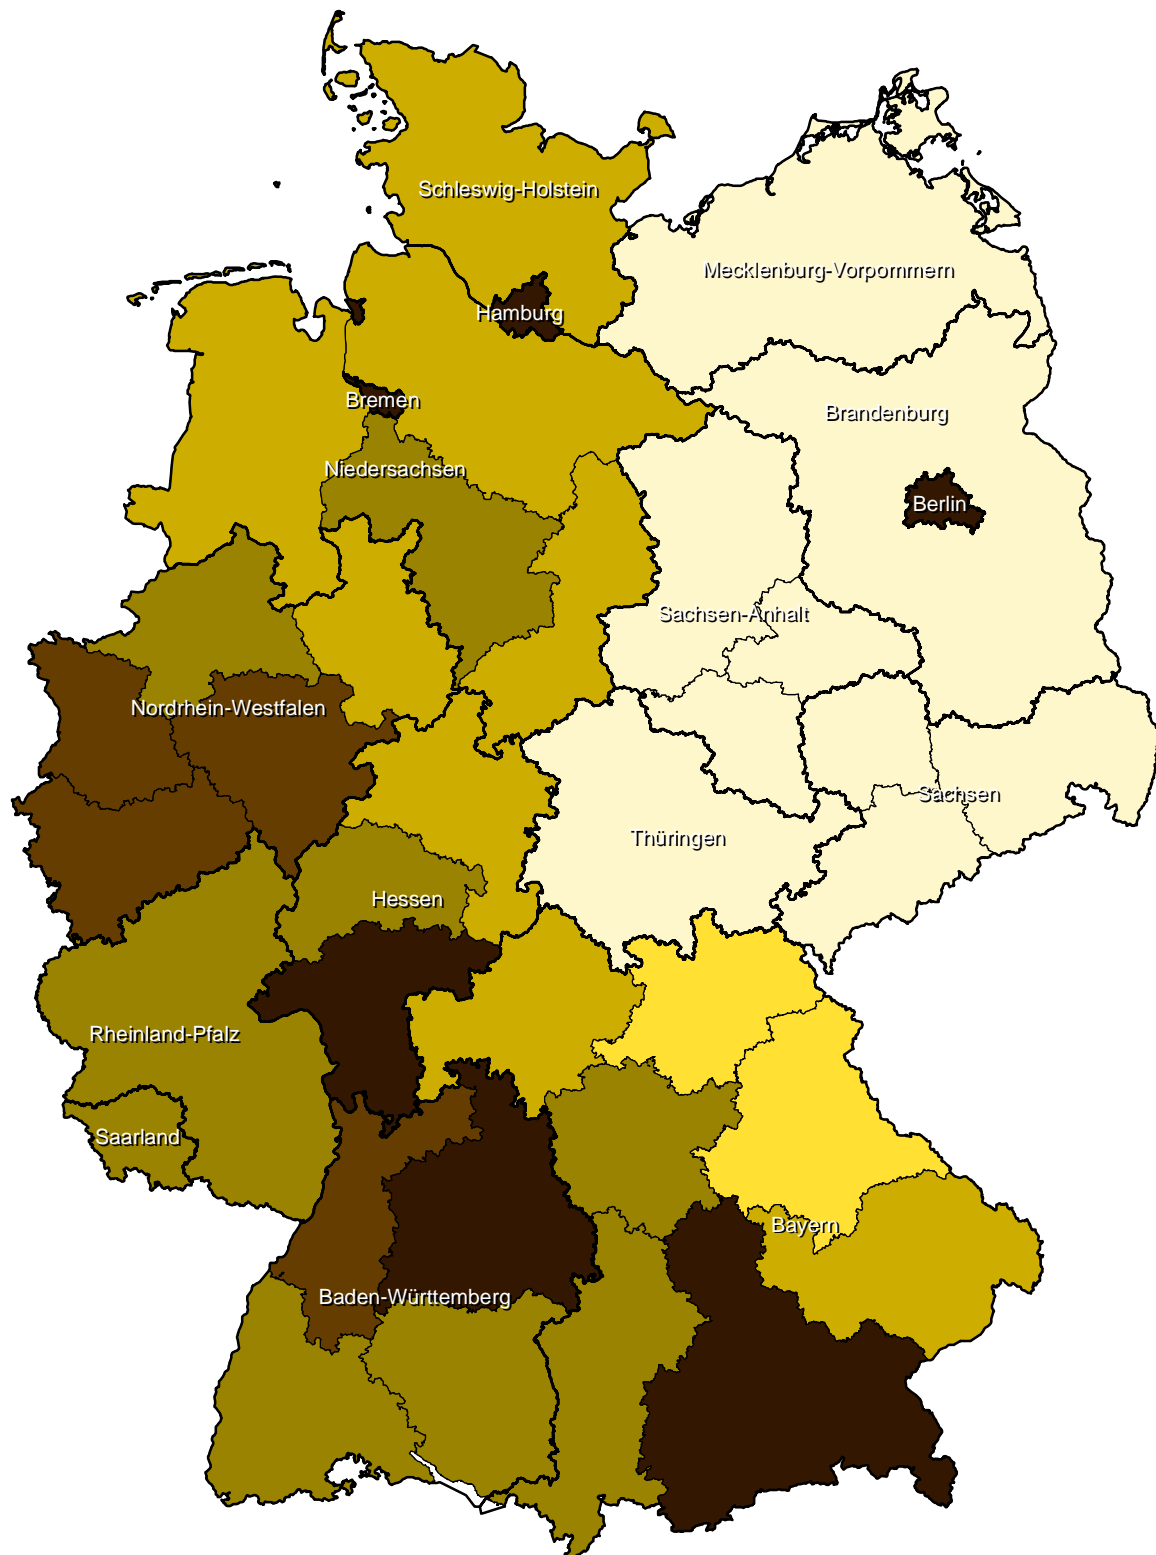 Schleswig-Holstein
Mecklenburg-Vorpommern
Hamburg
Bremen
Brandenburg
Niedersachsen
Berlin
Sachsen-Anhalt
Nordrhein-Westfalen
Sachsen
Thüringen
Hessen
Rheinland-Pfalz
Saarland
Bayern
Baden-Württemberg